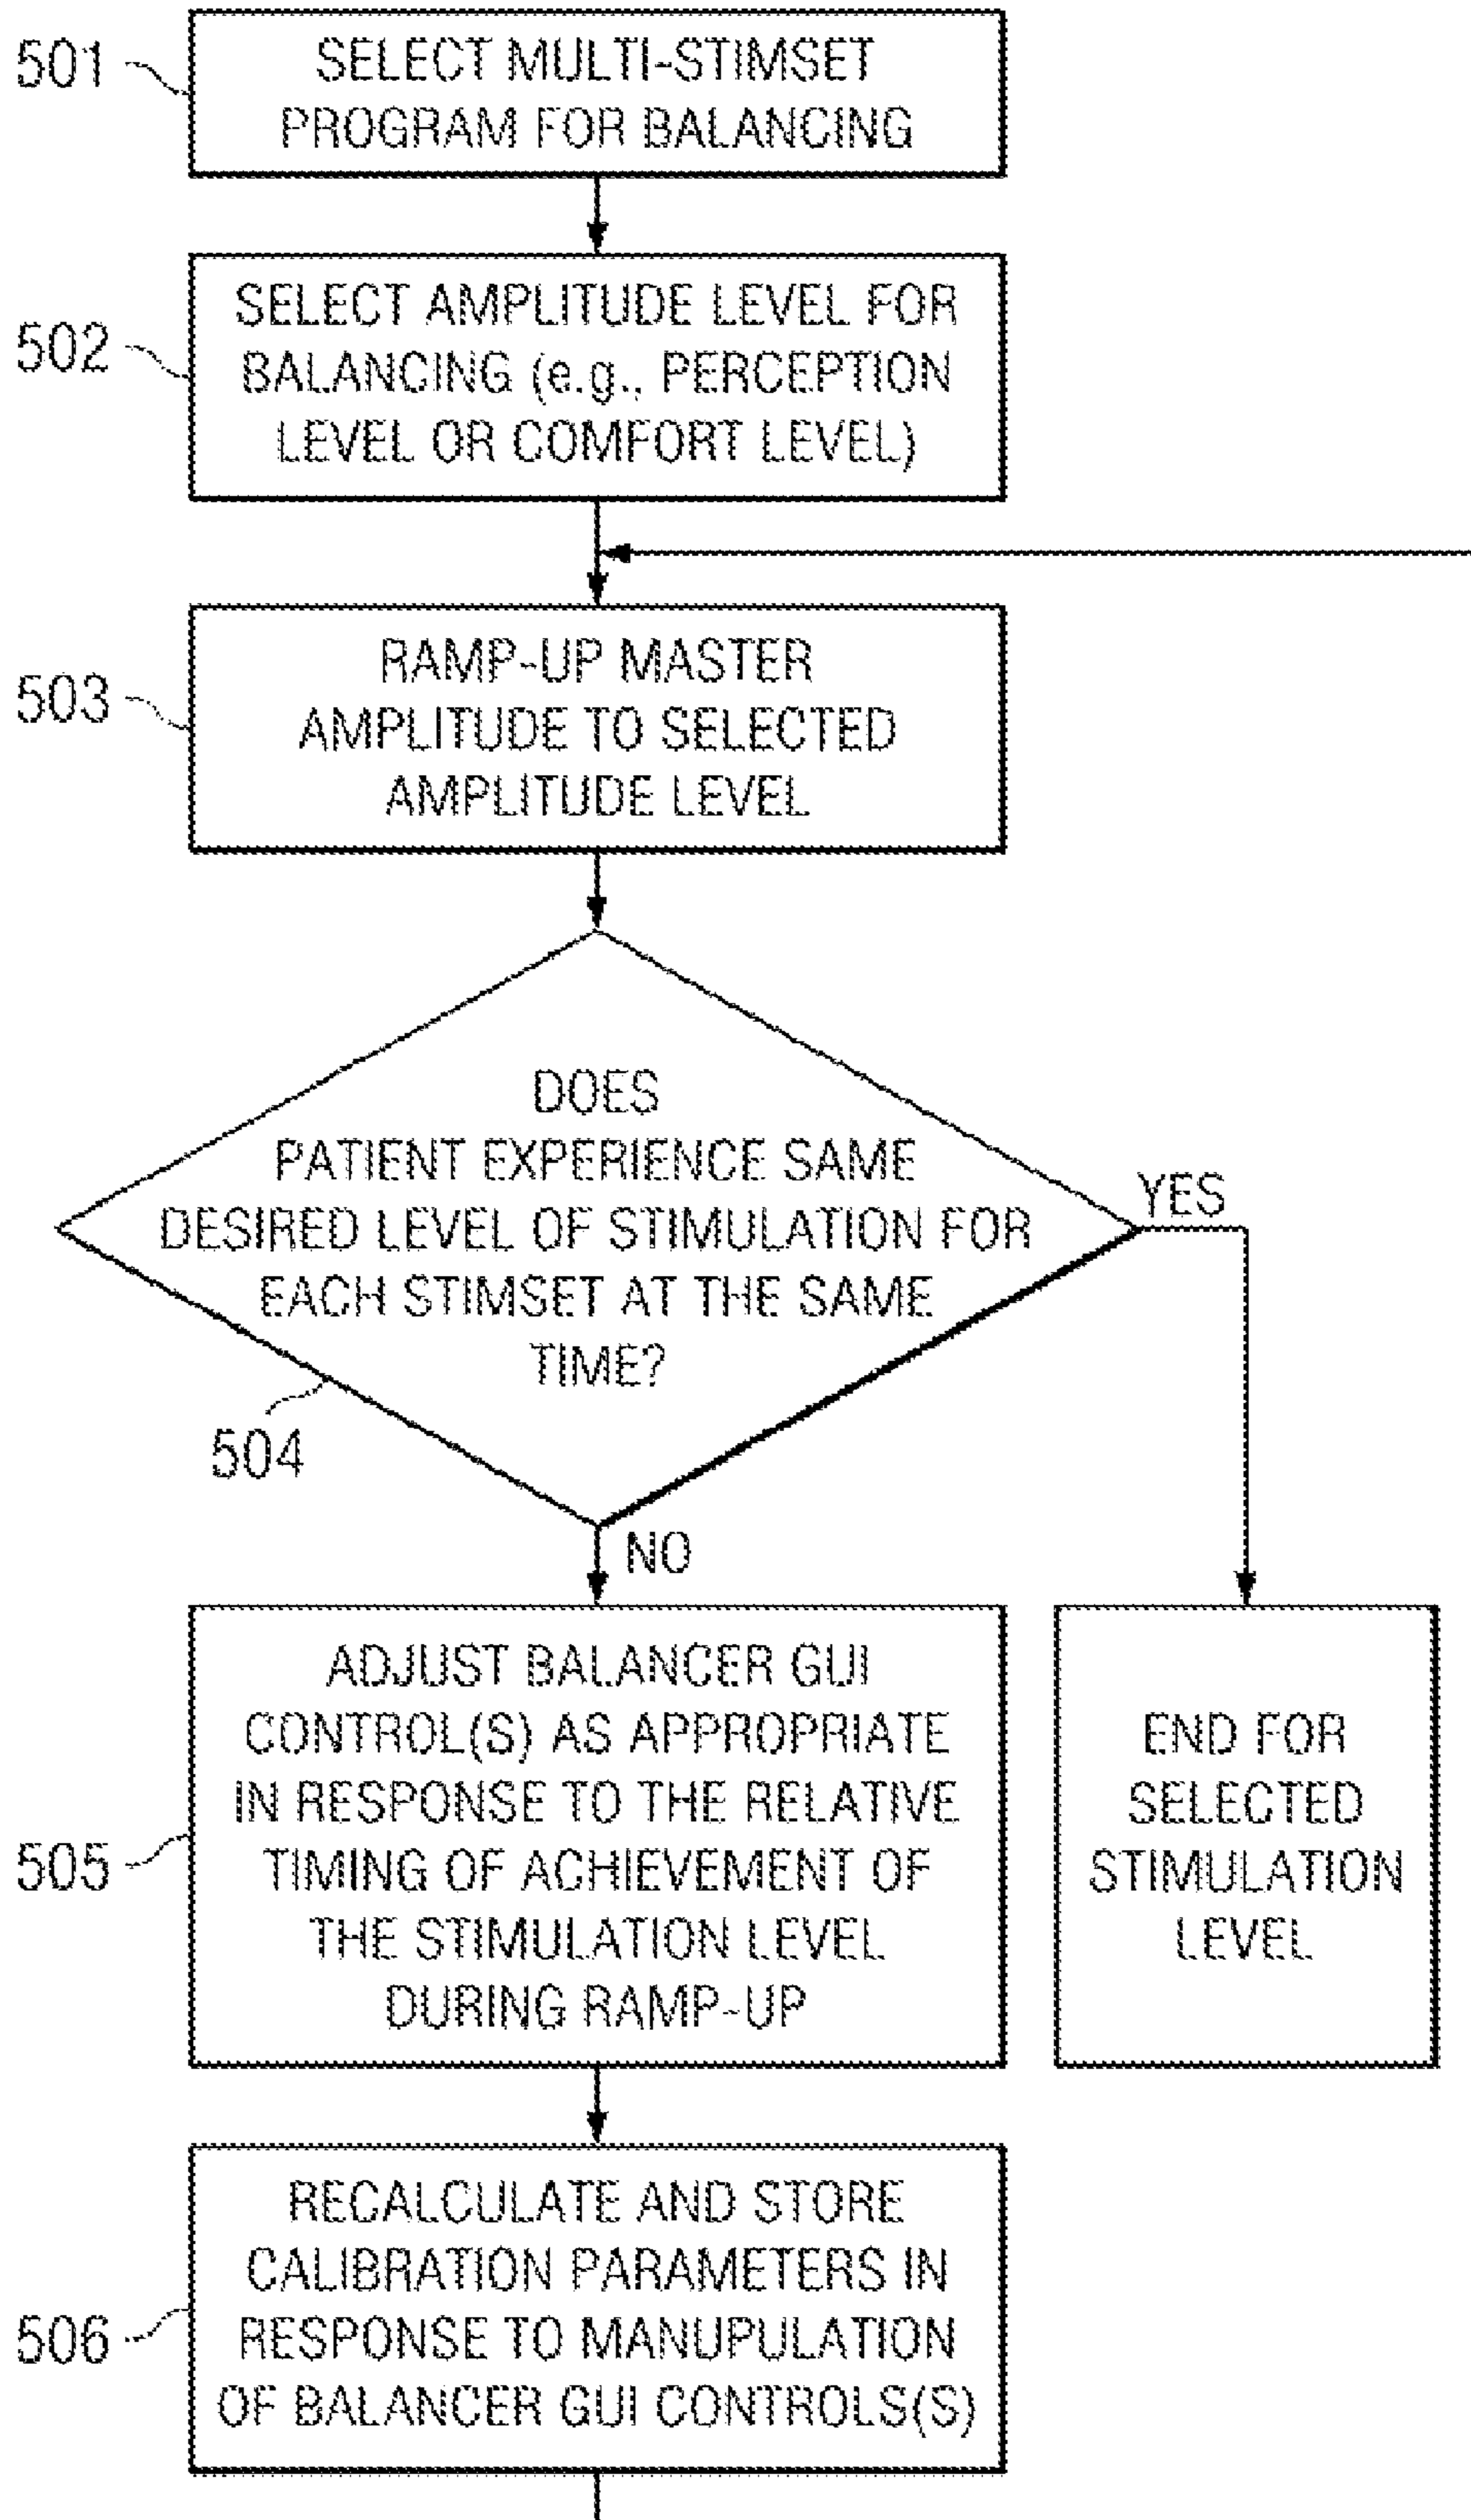 501
SELECT MULTI-STIMSET
PROGRAM FOR BALANCING
502
SELECT AMPLITUDE LEVEL FOR
BALANCING (e.g., PERCEPTION
LEVEL OR COMFORT LEVEL)
503
RAMP-UP MASTER
AMPLITUDE TO SELECTED
AMPLITUDE LEVEL
DOES
PATIENT EXPERIENCE SAME
DESIRED LEVEL OF STIMULATION FOR
EACH STIMSET AT THE SAME
TIME?
504
YES
NO
505
ADJUST BALANCER GUI
CONTROL(S) AS APPROPRIATE
IN RESPONSE TO THE RELATIVE
TIMING OF ACHIEVEMENT OF
THE STIMULATION LEVEL
DURING RAMP-UP
END FOR
SELECTED
STIMULATION
LEVEL
506
RECALCULATE AND STORE
CALIBRATION PARAMETERS IN
RESPONSE TO MANUPULATION
OF BALANCER GUI CONTROLS(S)